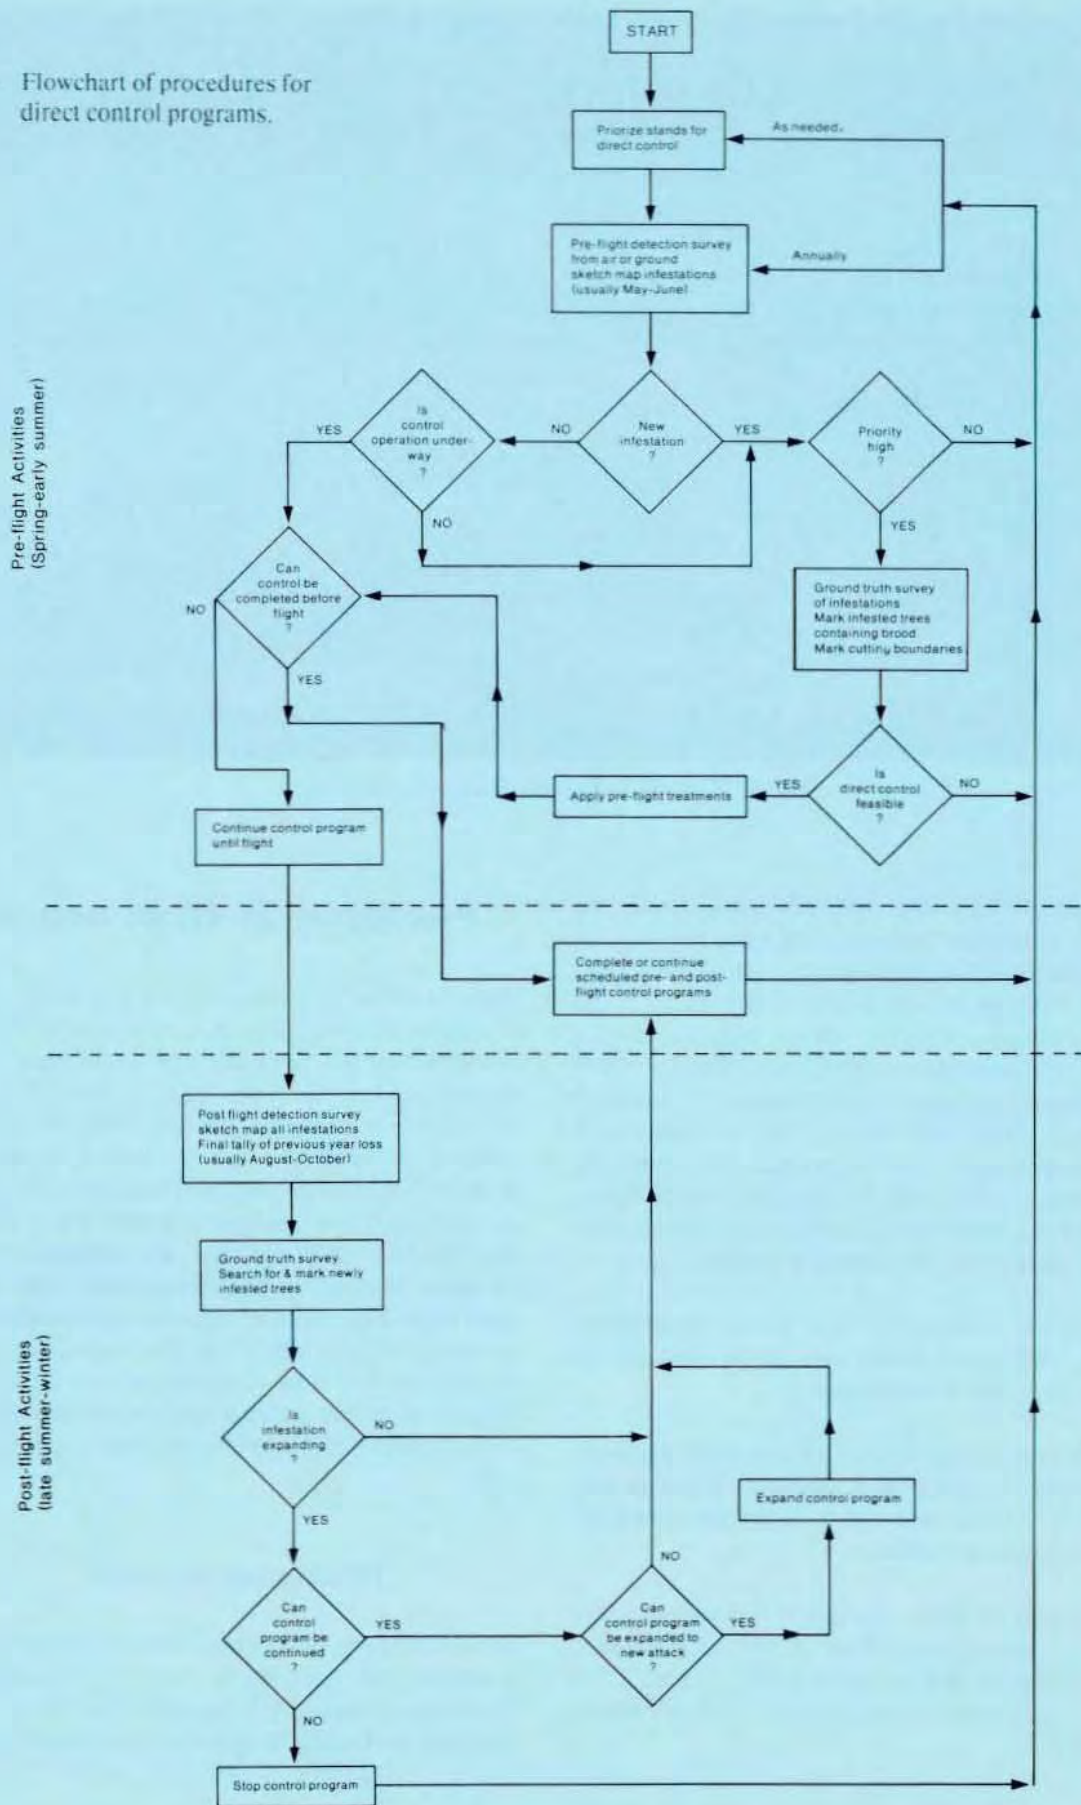 START
Flowchart of procedures for
direct control programs.
Priorize stands for
direct control
As needed.
Pre-flight detection survey
from air or ground
sketch map infestations
(usually May-June)
Annually
Pre-flight Activities
(Spring-early summer)
Is
control
operation under-
way
?
YES
NO
NO
New
infestation
?
YES
Priority
high
?
NO
YES
Can
control be
completed before
flight
?
NO
YES
Ground truth survey
of infestations
Mark infested trees
containing brood
Mark cutting boundaries
Is
direct control
feasible
?
YES
NO
Apply pre-flight treatments
Continue control program
until flight
Complete or continue
scheduled pre- and post-
flight control programs
Post flight detection survey
sketch map all infestations
Final tally of previous year loss
(usually August-October)
Ground truth survey
Search for & mark newly
infested trees
Post-flight Activities
(late summer-winter)
Is
infestation
expanding
?
NO
YES
Expand control program
Can
control
program be
continued
?
YES
NO
Can
control program
be expanded to
new attack
?
NO
YES
Stop control program